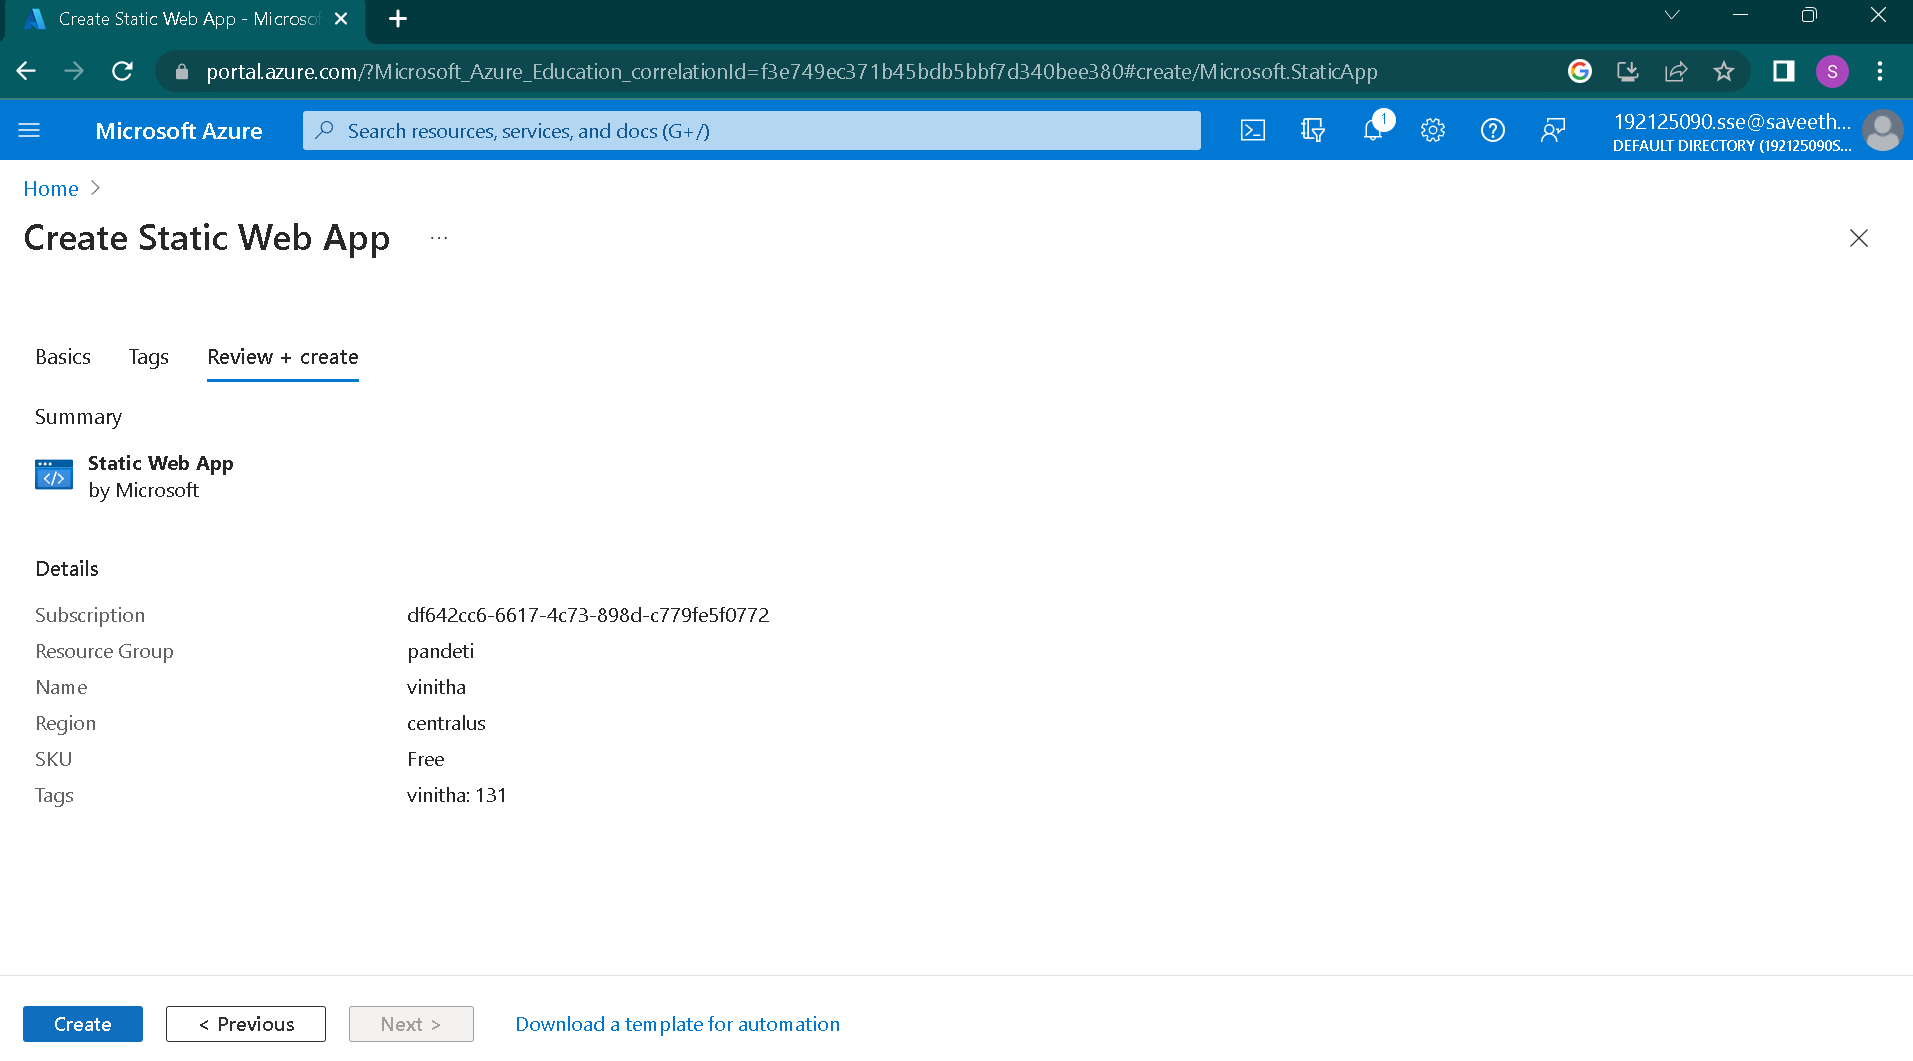 Create Static Web App - Microsof
portal.azure.com/?Microsoft_Azure_Education_correlationId=f3e749ec371b45bdb5bbf7d340bee380#create/Microsoft.StaticApp
S
Microsoft Azure
Search resources, services, and docs (G+/)
1
192125090.sse@saveeth...
DEFAULT DIRECTORY (192125090S...
Home >
Create Static Web App ...
Basics Tags Review + create
Summary
Static Web App
by Microsoft
Details
Subscription df642cc6-6617-4c73-898d-c779fe5f0772
Resource Group pandeti
Name vinitha
Region centralus
SKU Free
Tags vinitha: 131
Create < Previous Next > Download a template for automation